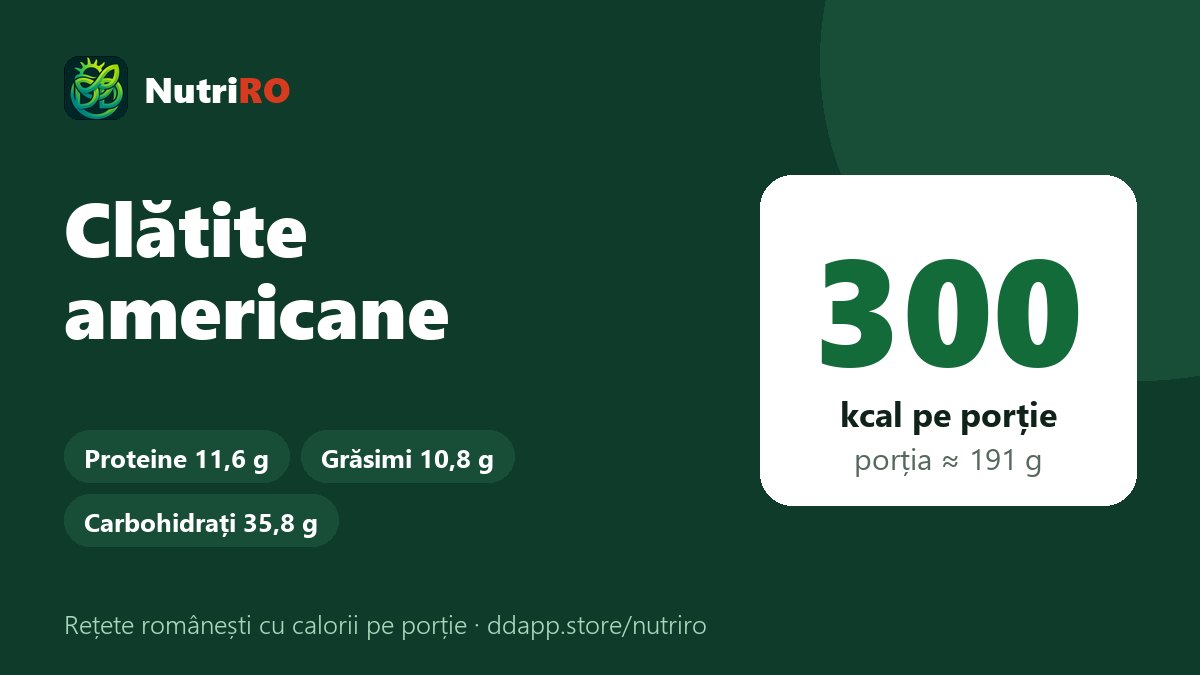 NutriRO
Clătite
americane
300
kcal pe porție
porția ≈ 191 g
Proteine 11,6 g
Grăsimi 10,8 g
Carbohidrați 35,8 g
Rețete românești cu calorii pe porție · ddapp.store/nutriro